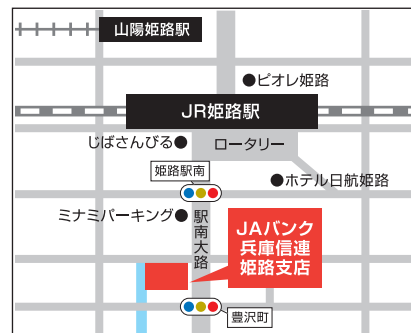 山陽姫路駅
●ピオレ姫路
JR姫路駅
じばさんびる●
ロータリー
姫路駅南
●ホテル日航姫路
ミナミパーキング●
駅南大路
JAバンク
兵庫信連
姫路支店
豊沢町